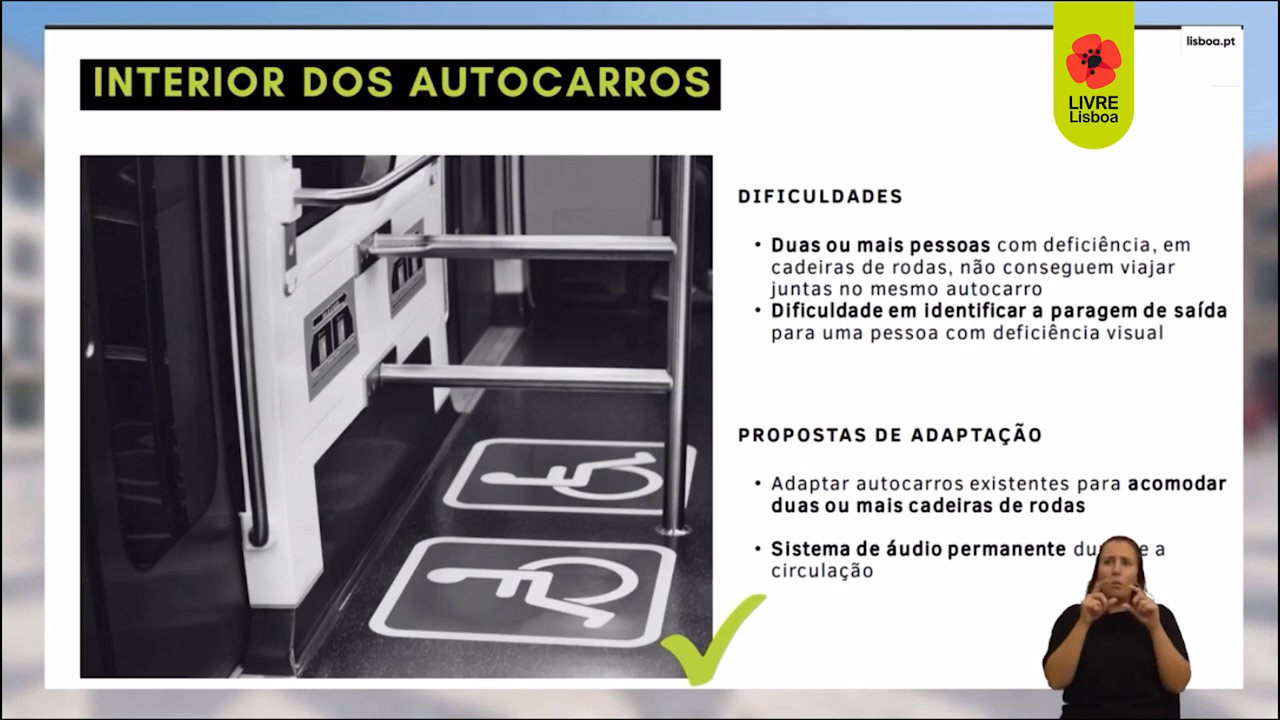 INTERIOR DOS AUTOCARROS
lisboa.pt
LIVRE
Lisboa
DIFICULDADES
• Duas ou mais pessoas com deficiência, em
cadeiras de rodas, não conseguem viajar
juntas no mesmo autocarro
• Dificuldade em identificar a paragem de saída
para uma pessoa com deficiência visual
PROPOSTAS DE ADAPTAÇÃO
• Adaptar autocarros existentes para acomodar
duas ou mais cadeiras de rodas
• Sistema de áudio permanente a
circulação